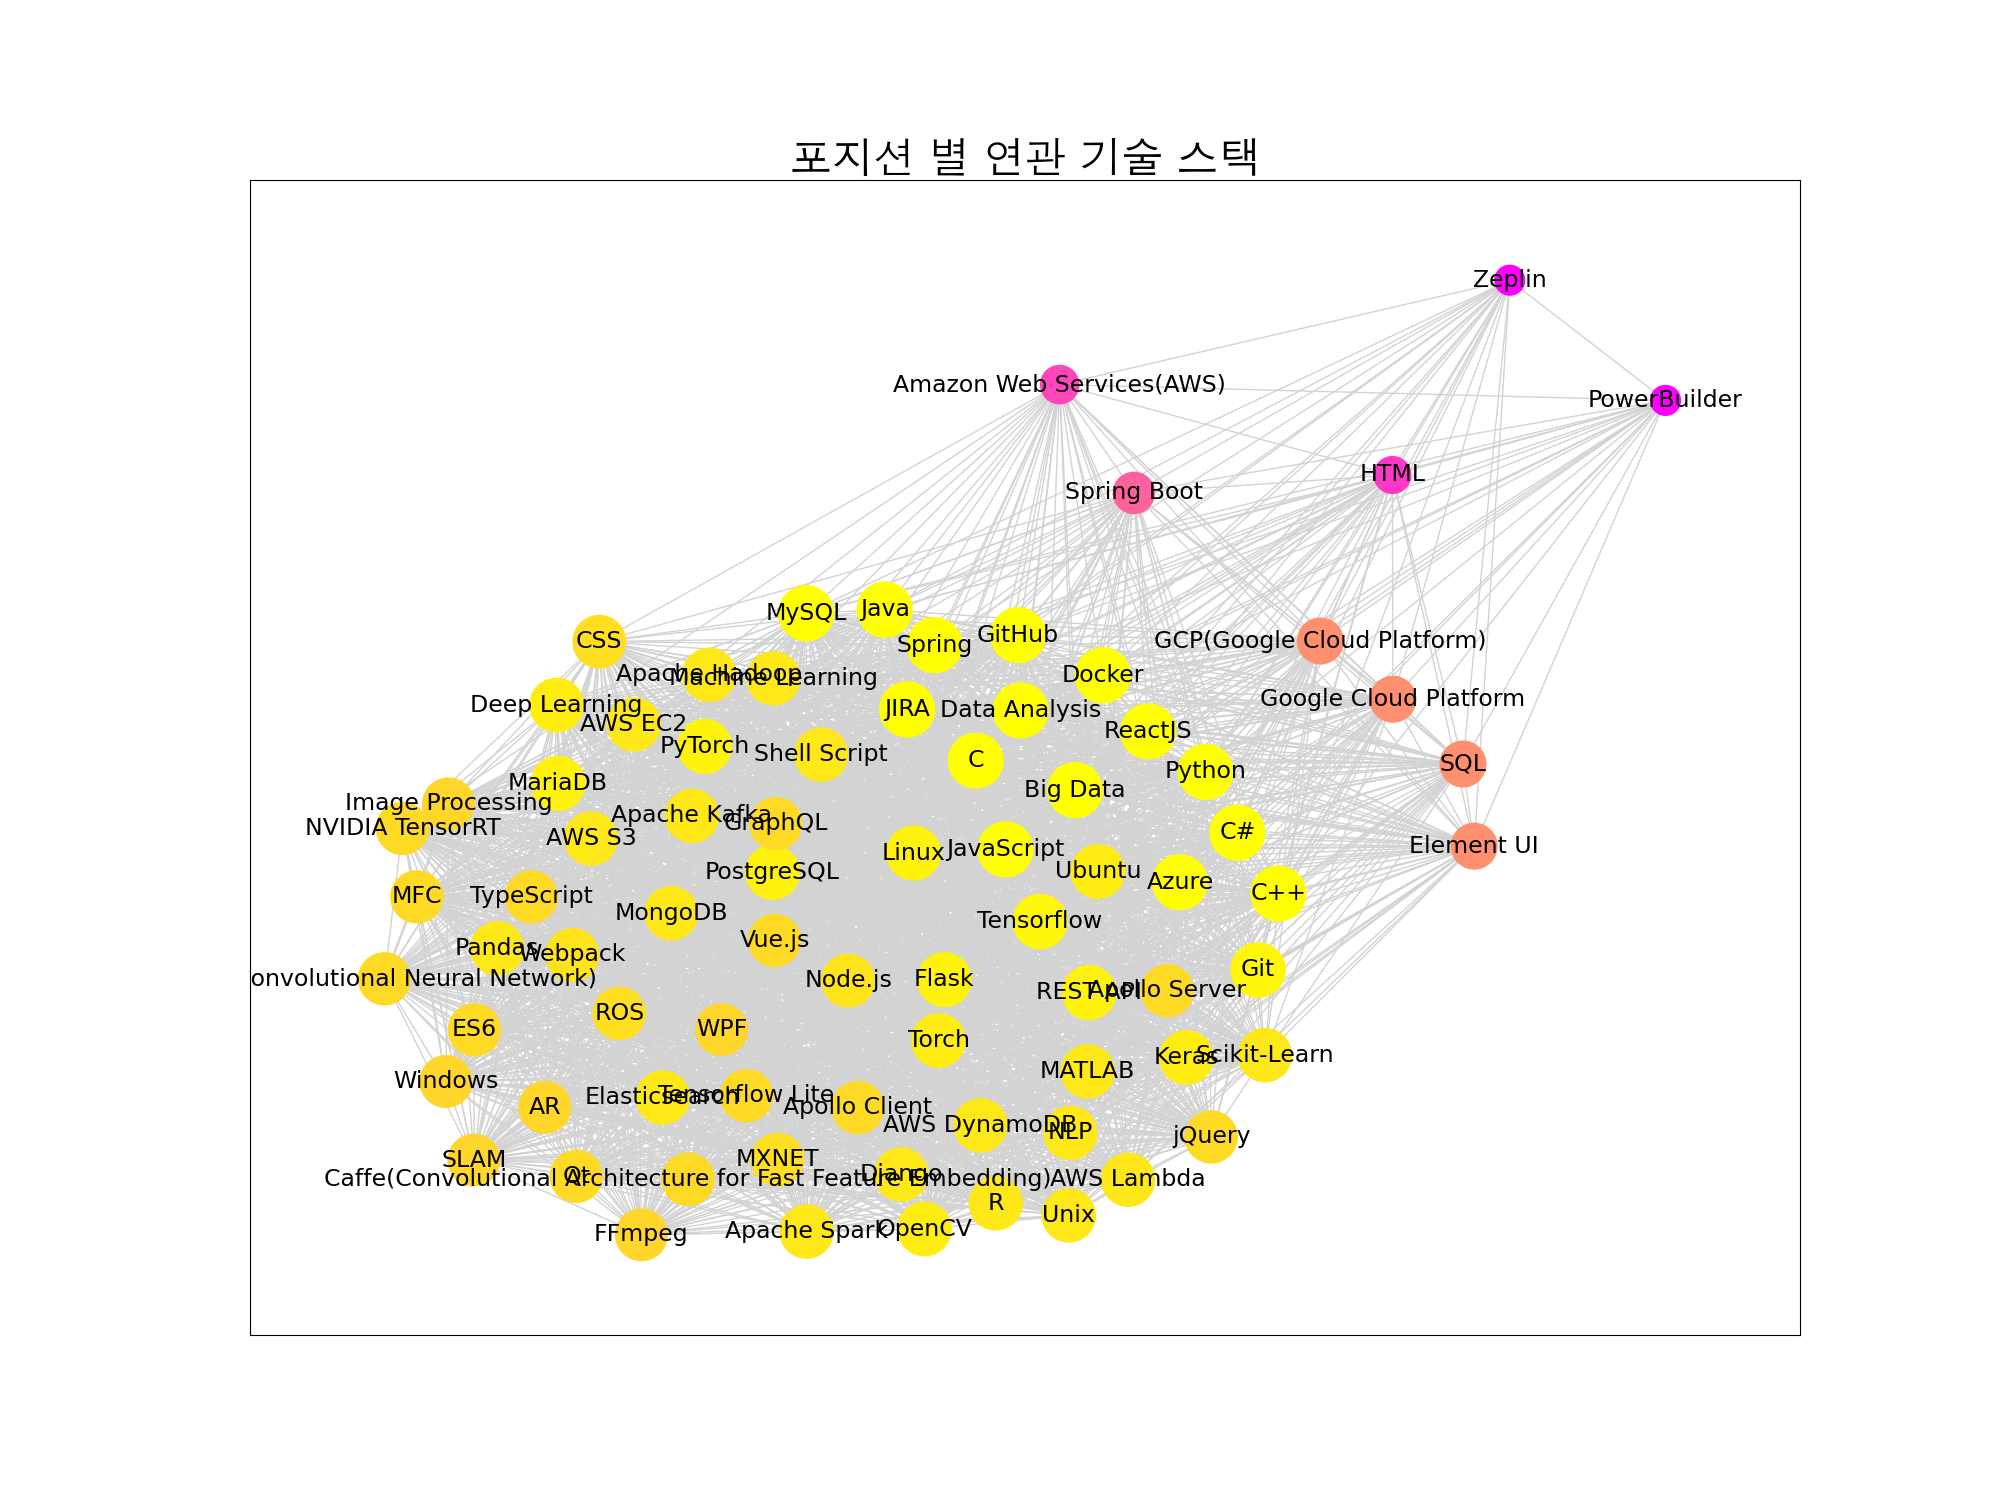 포지션 별 연관 기술 스택
Zeplin
Amazon Web Services(AWS)
PowerBuilder
HTML
Spring Boot
MySQL
Java
GitHub
CSS
Spring
GCP(Google Cloud Platform)
Apache Hadoop
Machine Learning
Docker
Deep Learning
Google Cloud Platform
JIRA
Data Analysis
AWS EC2
ReactJS
PyTorch
Shell Script
C
SQL
Python
MariaDB
Big Data
Image Processing
Apache Kafka
GraphQL
NVIDIA TensorRT
C#
AWS S3
Element UI
Linux
JavaScript
PostgreSQL
Ubuntu
Azure
MFC
TypeScript
C++
MongoDB
Tensorflow
Vue.js
Pandas
Webpack
Git
onvolutional Neural Network)
Node.js
Flask
REST API
Apollo Server
ROS
ES6
WPF
Torch
Keras
Scikit-Learn
MATLAB
Windows
Elasticsearch
Tensorflow Lite
AR
Apollo Client
AWS DynamoDB
NLP
jQuery
SLAM
MXNET
Qt
Caffe(Convolutional Architecture for Fast Feature Embedding)
Django
AWS Lambda
R
Unix
FFmpeg
Apache Spark
OpenCV